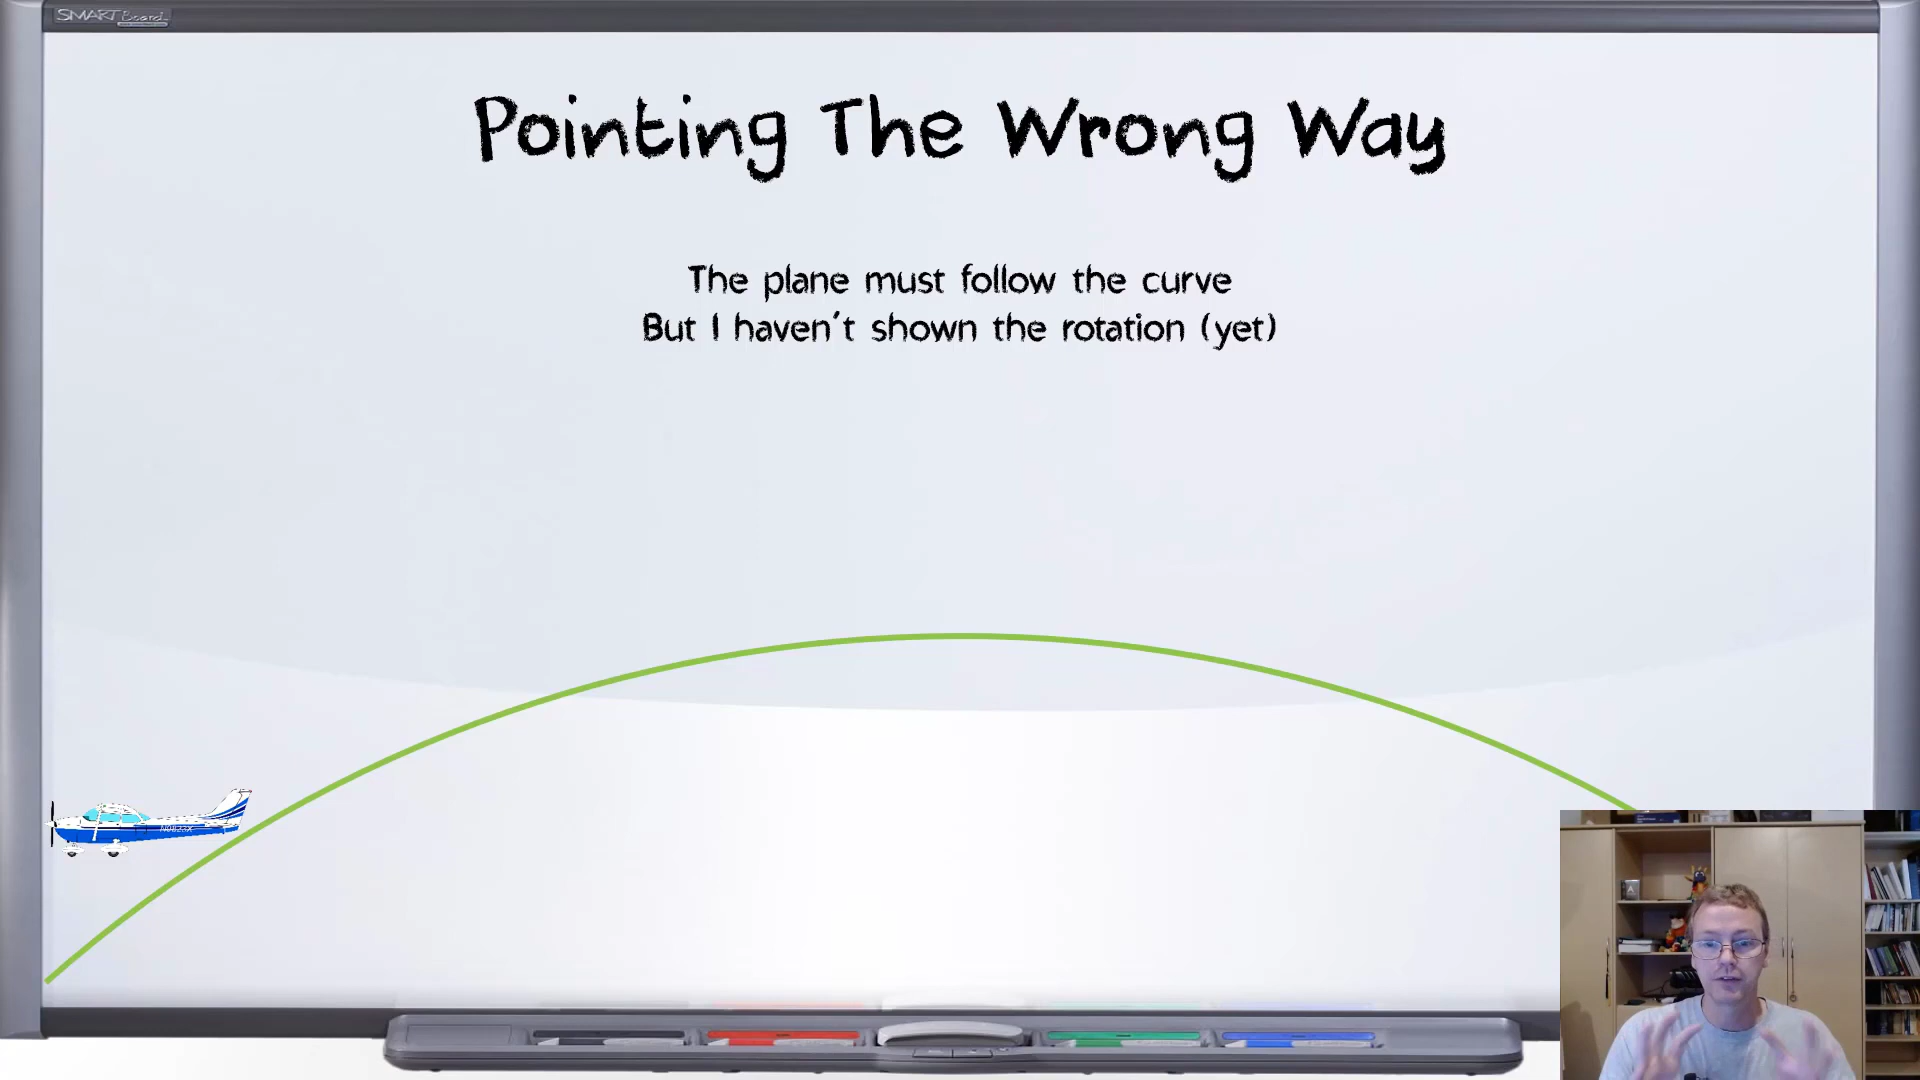 SMART Board
Pointing The Wrong Way
The plane must follow the curve
But I haven't shown the rotation (yet)